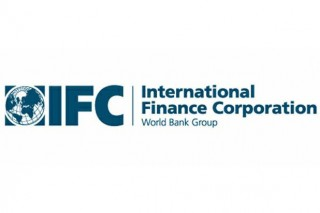 IFC
International
Finance Corporation
World Bank Group